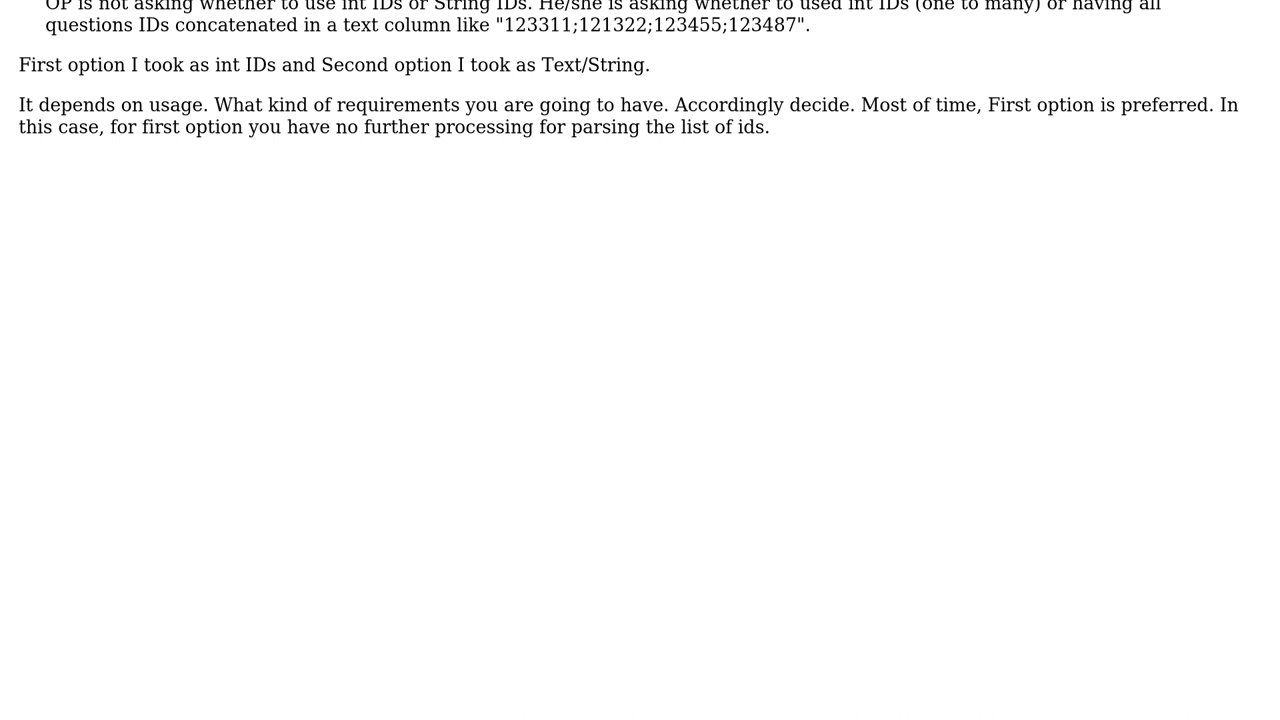 OP is not asking whether to use int IDs or String IDs. He/she is asking whether to used int IDs (one to many) or having all
questions IDs concatenated in a text column like "123311;121322;123455;123487".
First option I took as int IDs and Second option I took as Text/String.
It depends on usage. What kind of requirements you are going to have. Accordingly decide. Most of time, First option is preferred. In
this case, for first option you have no further processing for parsing the list of ids.